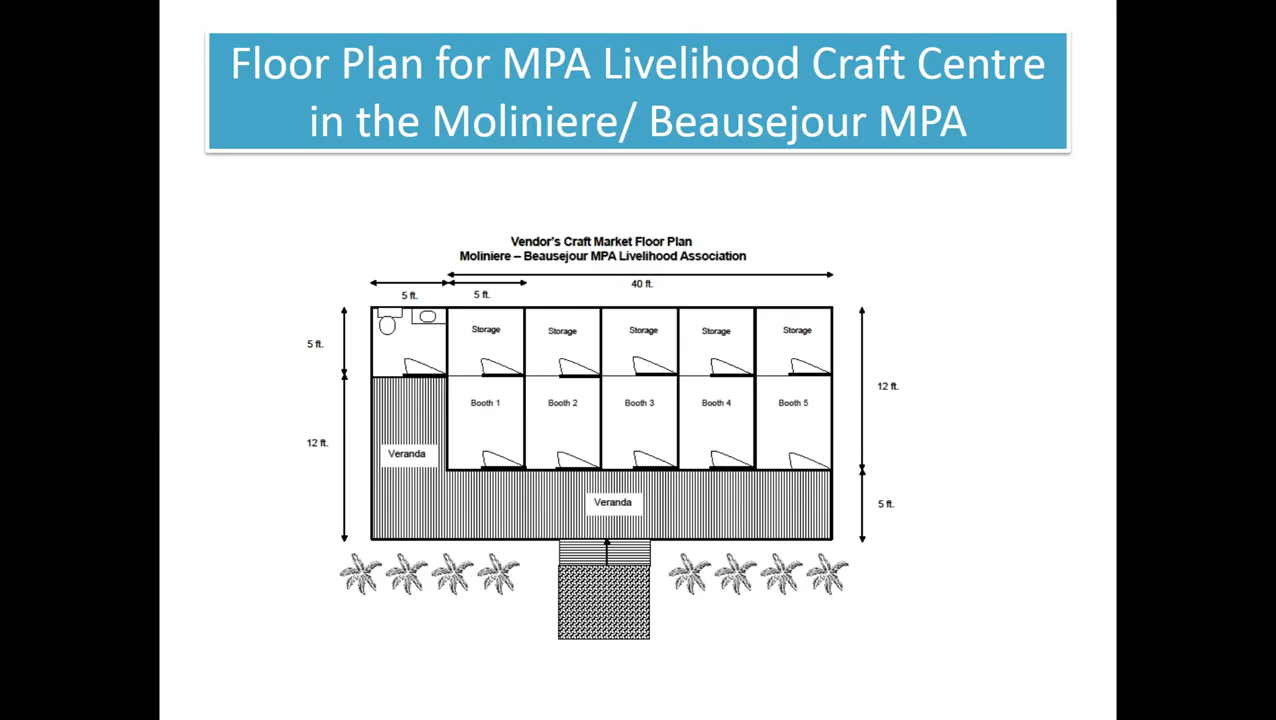 Floor Plan for MPA Livelihood Craft Centre
in the Moliniere/ Beausejour MPA
Vendor's Craft Market Floor Plan
Moliniere – Beausejour MPA Livelihood Association
40 ft.
5 ft.
5 ft.
5 ft.
Storage
Storage
Storage
Storage
Storage
12 ft.
Booth 1
Booth 2
Booth 3
Booth 4
Booth 5
12 ft.
Veranda
Veranda
5 ft.